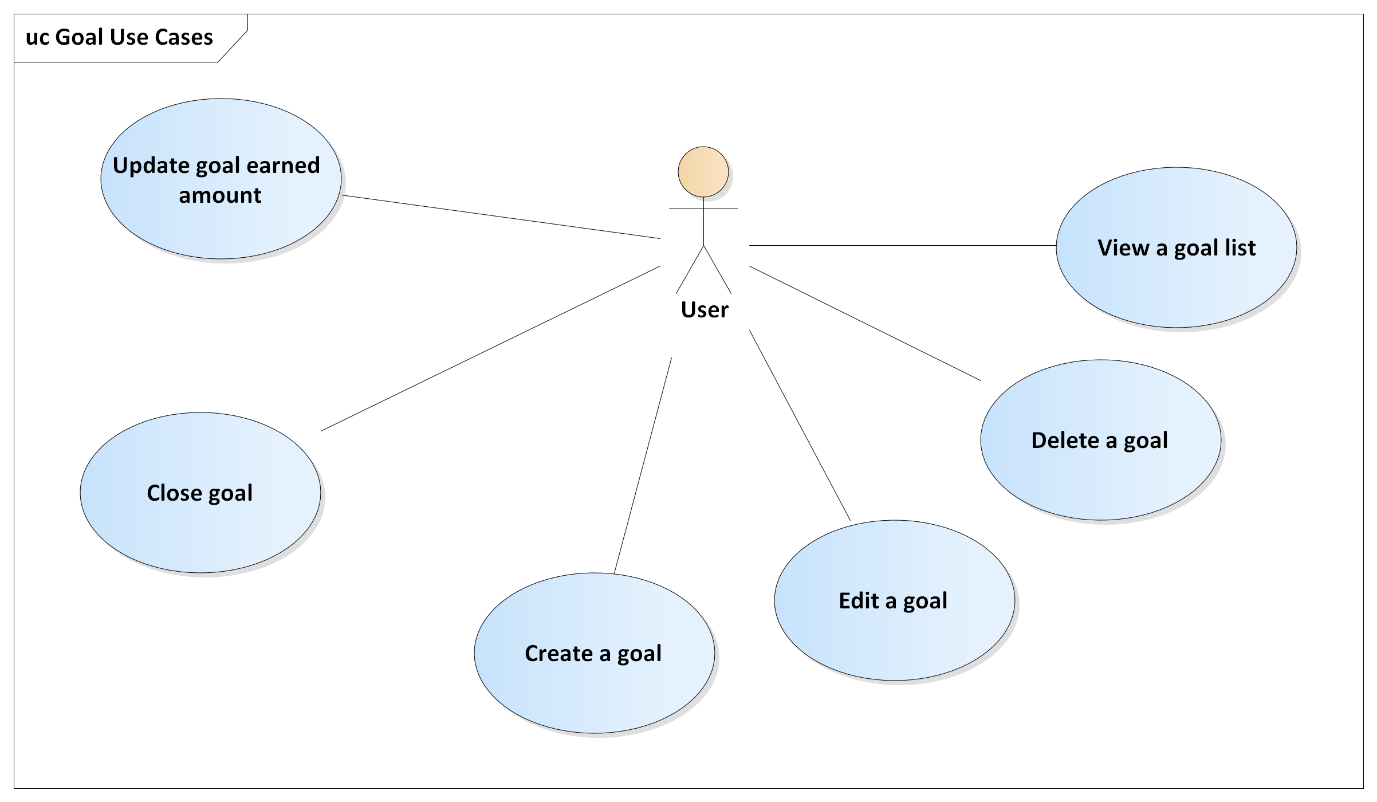 uc Goal Use Cases
Update goal earned
amount
User
View a goal list
Delete a goal
Close goal
Edit a goal
Create a goal